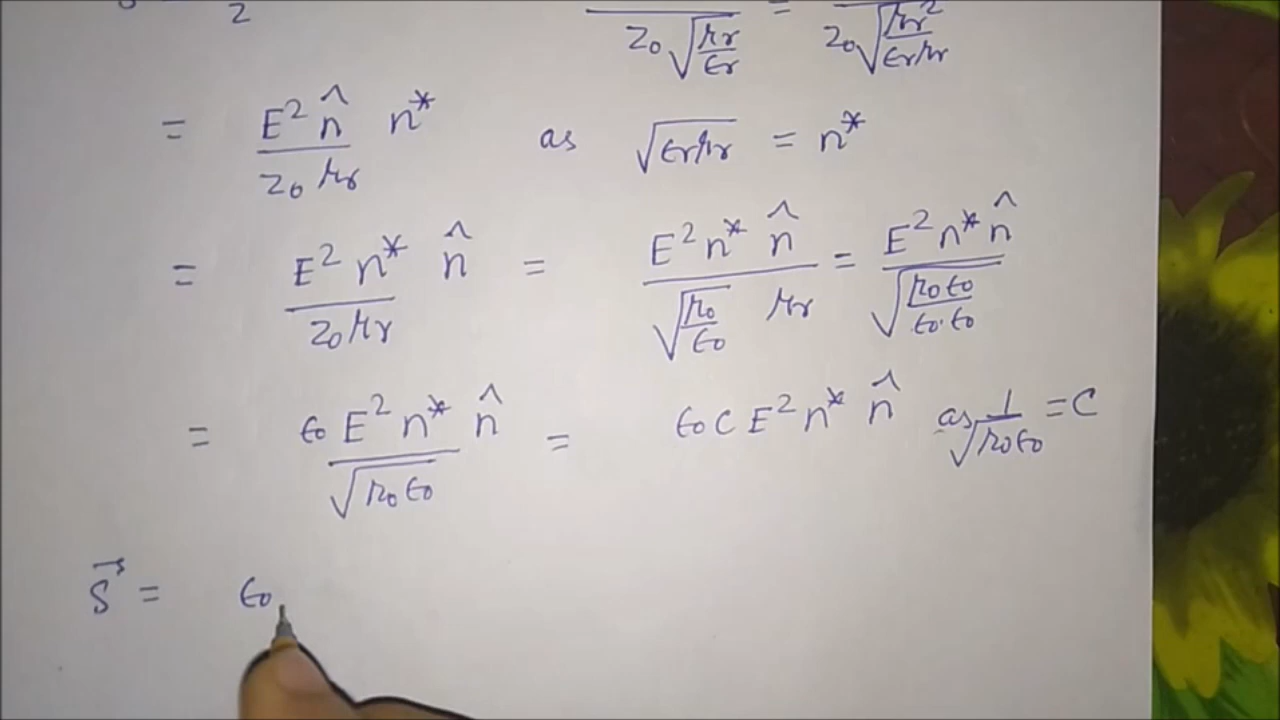 2 Z₀ √(μr/εr) = Z₀ √(μr²/εrμr)
= E² n̂ / Z₀ μr n* as √(εrμr) = n*
= E² n* / Z₀ μr n̂ = E² n* n̂ / √(μ₀/ε₀) μr = E² n* n̂ / √(μ₀ε₀/ε₀·ε₀)
= ε₀ E² n* n̂ / √(μ₀ε₀) = ε₀ C E² n* n̂ as 1/√(μ₀ε₀) = C
S⃗ = ε₀